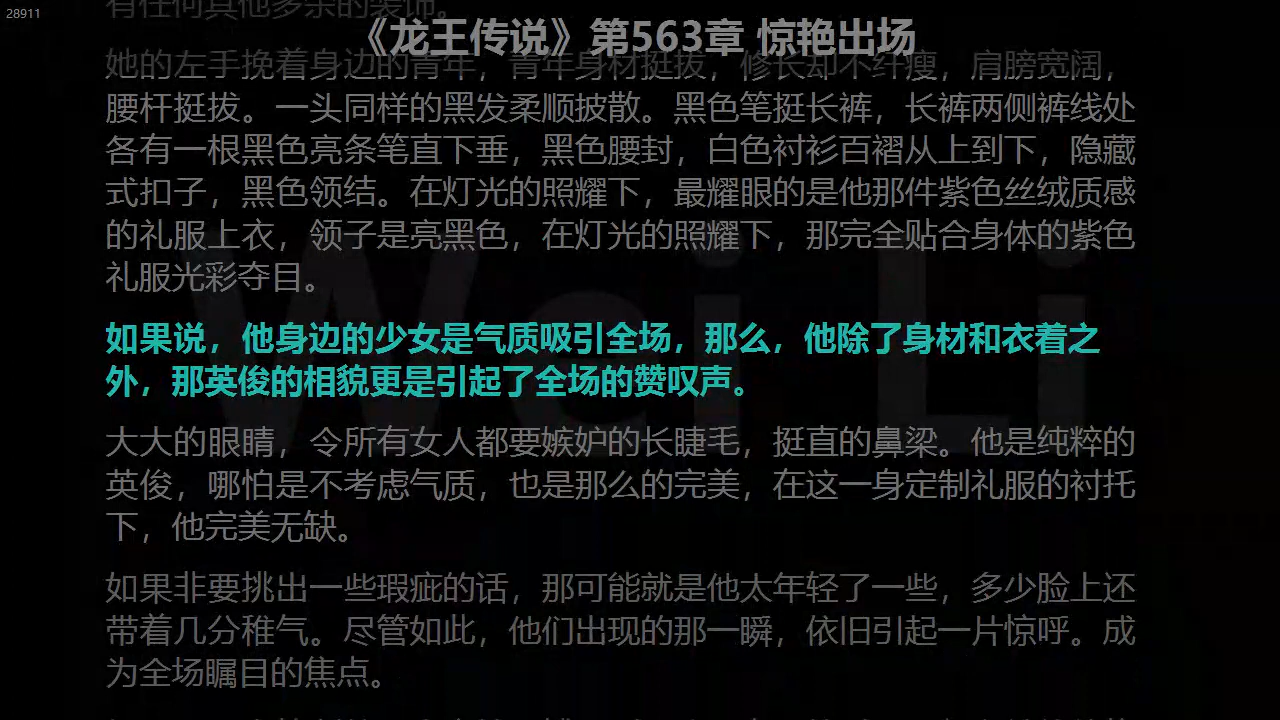 28911
有任何其他多余的装饰。
《龙王传说》第563章 惊艳出场
她的左手挽着身边的青年，青年身材挺拔，修长却不纤瘦，肩膀宽阔，
腰杆挺拔。一头同样的黑发柔顺披散。黑色笔挺长裤，长裤两侧裤线处
各有一根黑色亮条笔直下垂，黑色腰封，白色衬衫百褶从上到下，隐藏
式扣子，黑色领结。在灯光的照耀下，最耀眼的是他那件紫色丝绒质感
的礼服上衣，领子是亮黑色，在灯光的照耀下，那完全贴合身体的紫色
礼服光彩夺目。
如果说，他身边的少女是气质吸引全场，那么，他除了身材和衣着之
外，那英俊的相貌更是引起了全场的赞叹声。
大大的眼睛，令所有女人都要嫉妒的长睫毛，挺直的鼻梁。他是纯粹的
英俊，哪怕是不考虑气质，也是那么的完美，在这一身定制礼服的衬托
下，他完美无缺。
如果非要挑出一些瑕疵的话，那可能就是他太年轻了一些，多少脸上还
带着几分稚气。尽管如此，他们出现的那一瞬，依旧引起一片惊呼。成
为全场瞩目的焦点。
Wei Li